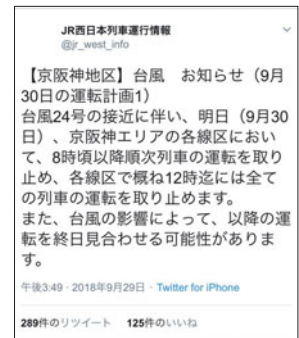 JR西日本列車運行情報
@jr_west_info
【京阪神地区】台風　お知らせ（9月
30日の運転計画1）
台風24号の接近に伴い、明日（9月30
日）、京阪神エリアの各線区におい
て、8時頃以降順次列車の運転を取り
止め、各線区で概ね12時迄には全て
の列車の運転を取り止めます。
また、台風の影響によって、以降の運
転を終日見合わせる可能性がありま
す。
午後3:49 · 2018年9月29日 · Twitter for iPhone
289件のリツイート　125件のいいね